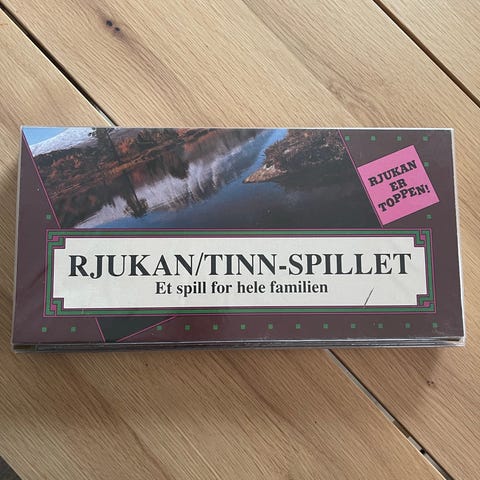 RJUKAN
ER
TOPPEN!
RJUKAN/TINN-SPILLET
Et spill for hele familien